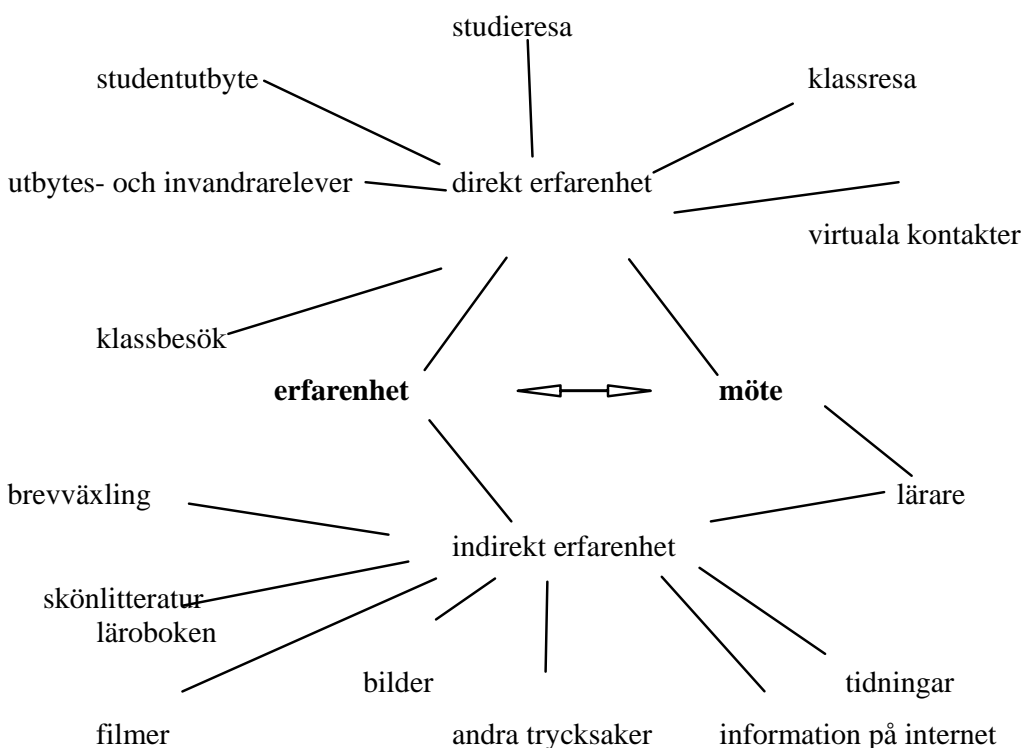 studieresa
studentutbyte
klassresa
utbytes- och invandrarelever
direkt erfarenhet
virtuala kontakter
klassbesök
erfarenhet
möte
brevväxling
lärare
indirekt erfarenhet
skönlitteratur
läroboken
bilder
tidningar
filmer
andra trycksaker
information på internet